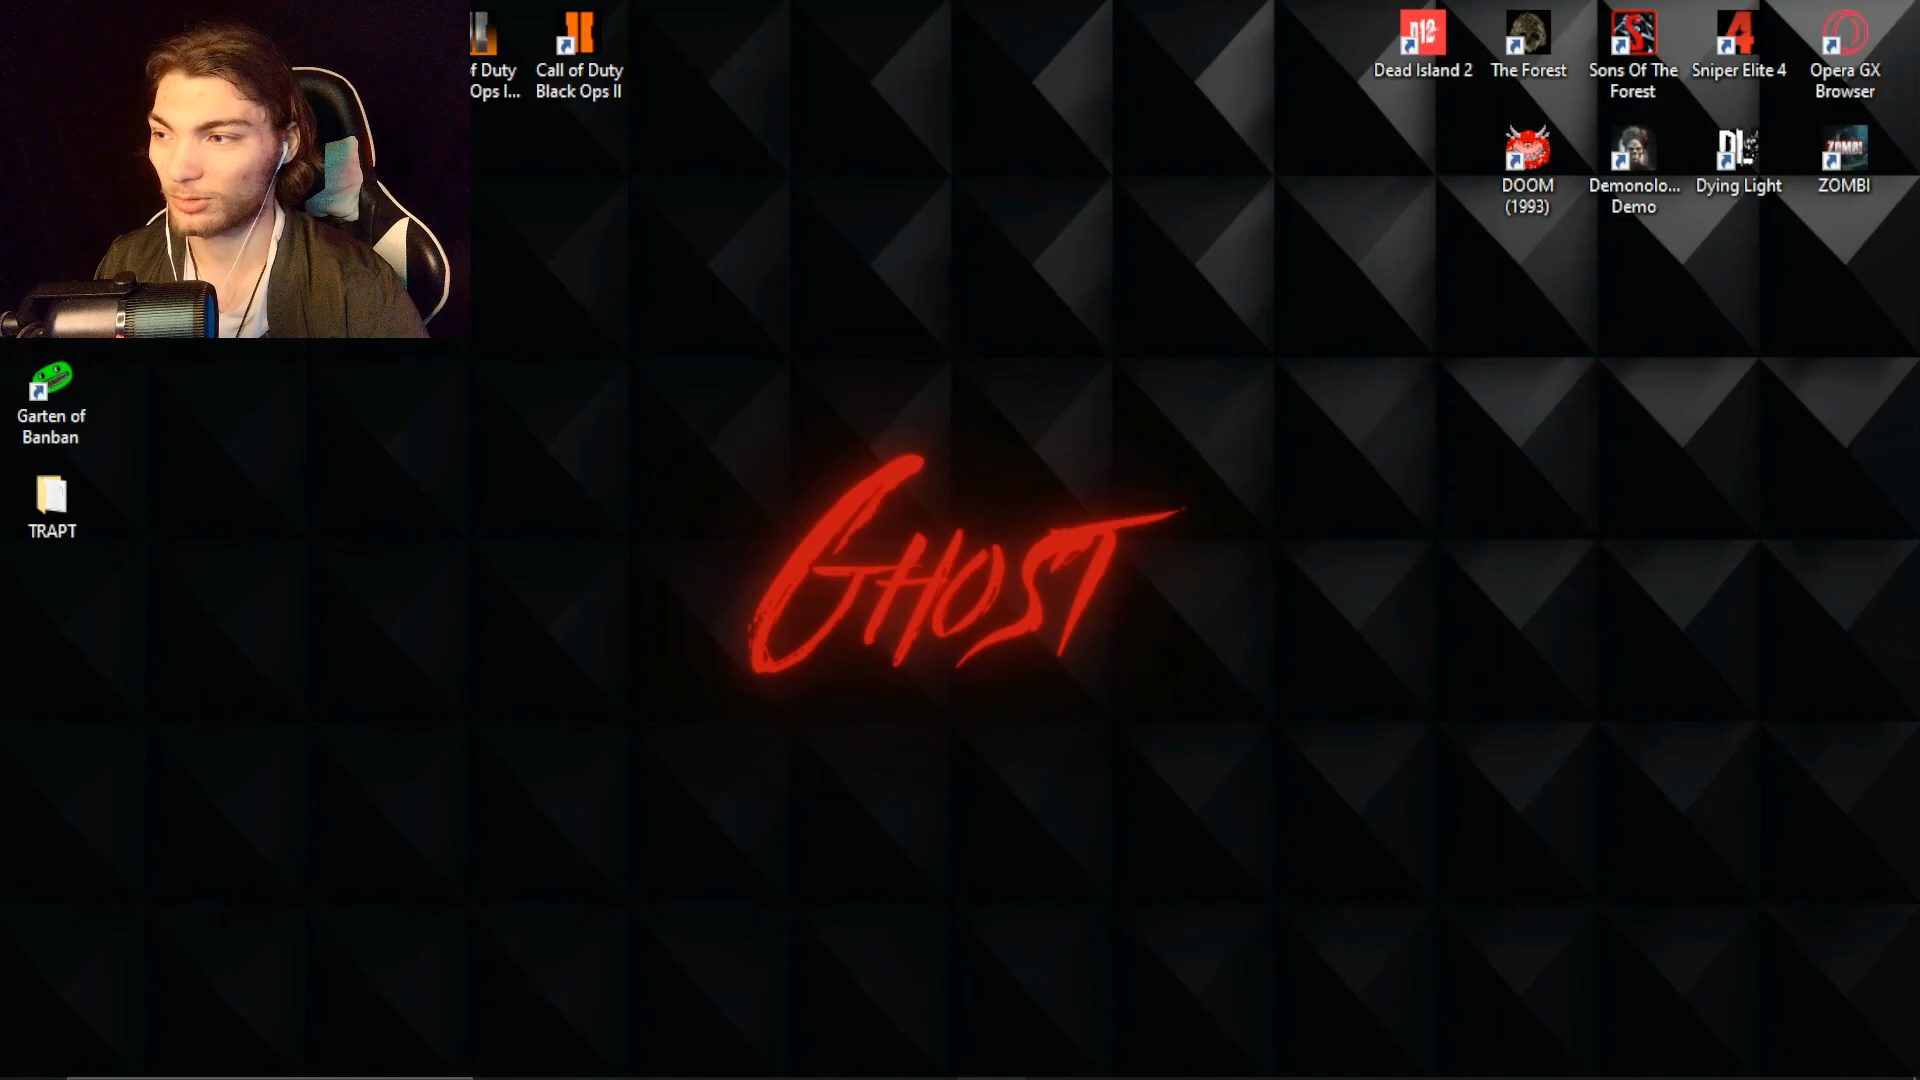 f Duty
Ops I...
Call of Duty
Black Ops II
Dead Island 2
The Forest
Sons Of The
Forest
Sniper Elite 4
Opera GX
Browser
DOOM
(1993)
Demonolo...
Demo
Dying Light
ZOMBI
Garten of
Banban
TRAPT
GHOST